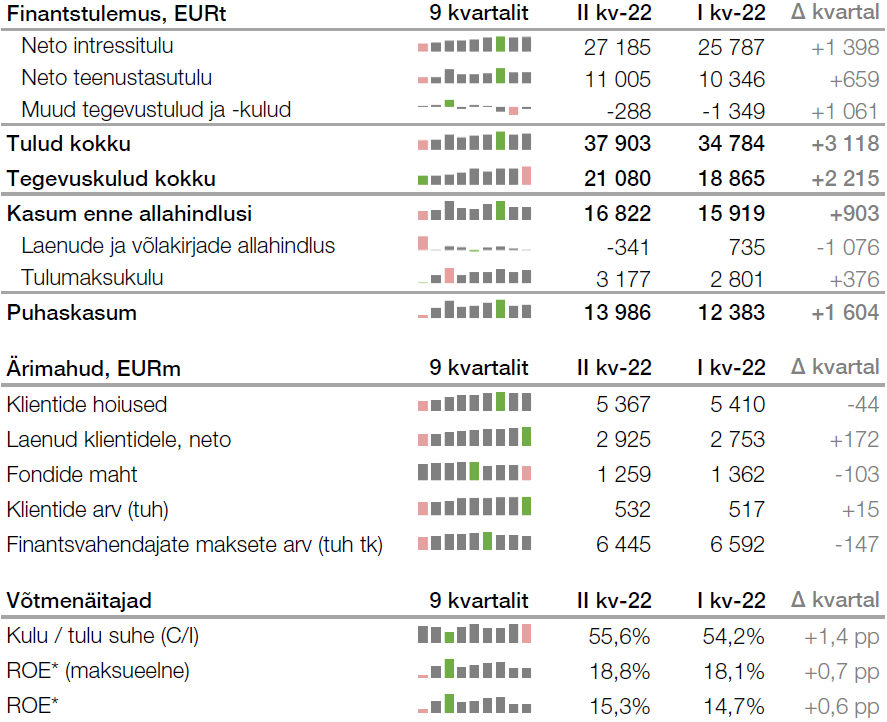 Finantstulemus, EURt 9 kvartalit II kv-22 I kv-22 Δ kvartal
Neto intressitulu 27 185 25 787 +1 398
Neto teenustasutulu 11 005 10 346 +659
Muud tegevustulud ja -kulud -288 -1 349 +1 061
Tulud kokku 37 903 34 784 +3 118
Tegevuskulud kokku 21 080 18 865 +2 215
Kasum enne allahindlusi 16 822 15 919 +903
Laenude ja võlakirjade allahindlus -341 735 -1 076
Tulumaksukulu 3 177 2 801 +376
Puhaskasum 13 986 12 383 +1 604
Ärimahud, EURm 9 kvartalit II kv-22 I kv-22 Δ kvartal
Klientide hoiused 5 367 5 410 -44
Laenud klientidele, neto 2 925 2 753 +172
Fondide maht 1 259 1 362 -103
Klientide arv (tuh) 532 517 +15
Finantsvahendajate maksete arv (tuh tk) 6 445 6 592 -147
Võtmenäitajad 9 kvartalit II kv-22 I kv-22 Δ kvartal
Kulu / tulu suhe (C/I) 55,6% 54,2% +1,4 pp
ROE* (maksueelne) 18,8% 18,1% +0,7 pp
ROE* 15,3% 14,7% +0,6 pp